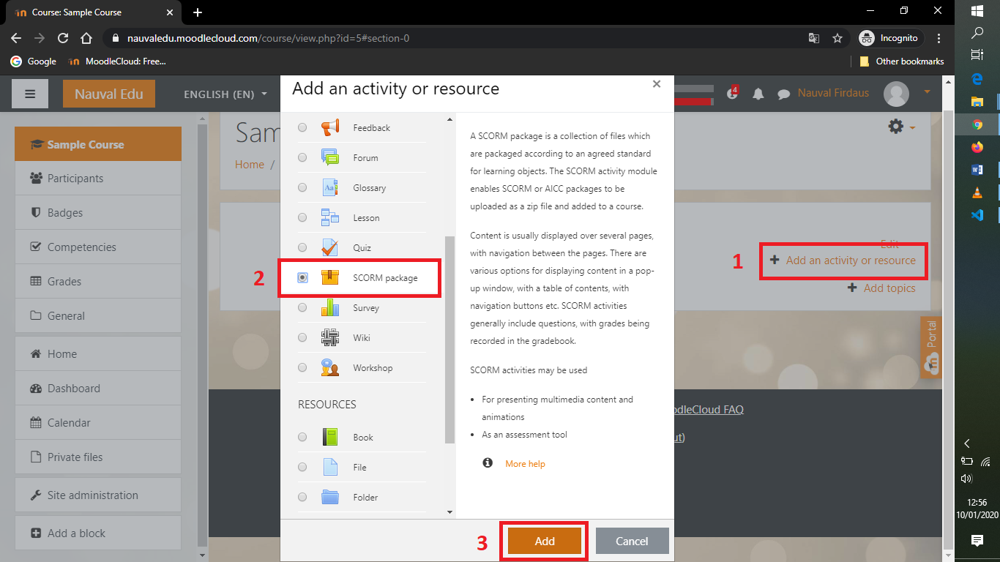 Course: Sample Course
nauvaledu.moodlecloud.com/course/view.php?id=5#section-0
Incognito
Google
MoodleCloud: Free...
Other bookmarks
Nauval Edu
ENGLISH (EN)
4
Nauval Firdaus
Sample Course
Participants
Badges
Competencies
Grades
General
Home
Dashboard
Calendar
Private files
Site administration
Add a block
Sam
Home /
Add an activity or resource
×
Feedback
Forum
Glossary
Lesson
Quiz
2
SCORM package
Survey
Wiki
Workshop
RESOURCES
Book
File
Folder
A SCORM package is a collection of files which
are packaged according to an agreed standard
for learning objects. The SCORM activity module
enables SCORM or AICC packages to be
uploaded as a zip file and added to a course.
Content is usually displayed over several pages,
with navigation between the pages. There are
various options for displaying content in a pop-
up window, with a table of contents, with
navigation buttons etc. SCORM activities
generally include questions, with grades being
recorded in the gradebook.
SCORM activities may be used
• For presenting multimedia content and
animations
• As an assessment tool
More help
3
Add
Cancel
Edit
1
Add an activity or resource
Add topics
Portal
odleCloud FAQ
ut)
12:56
10/01/2020